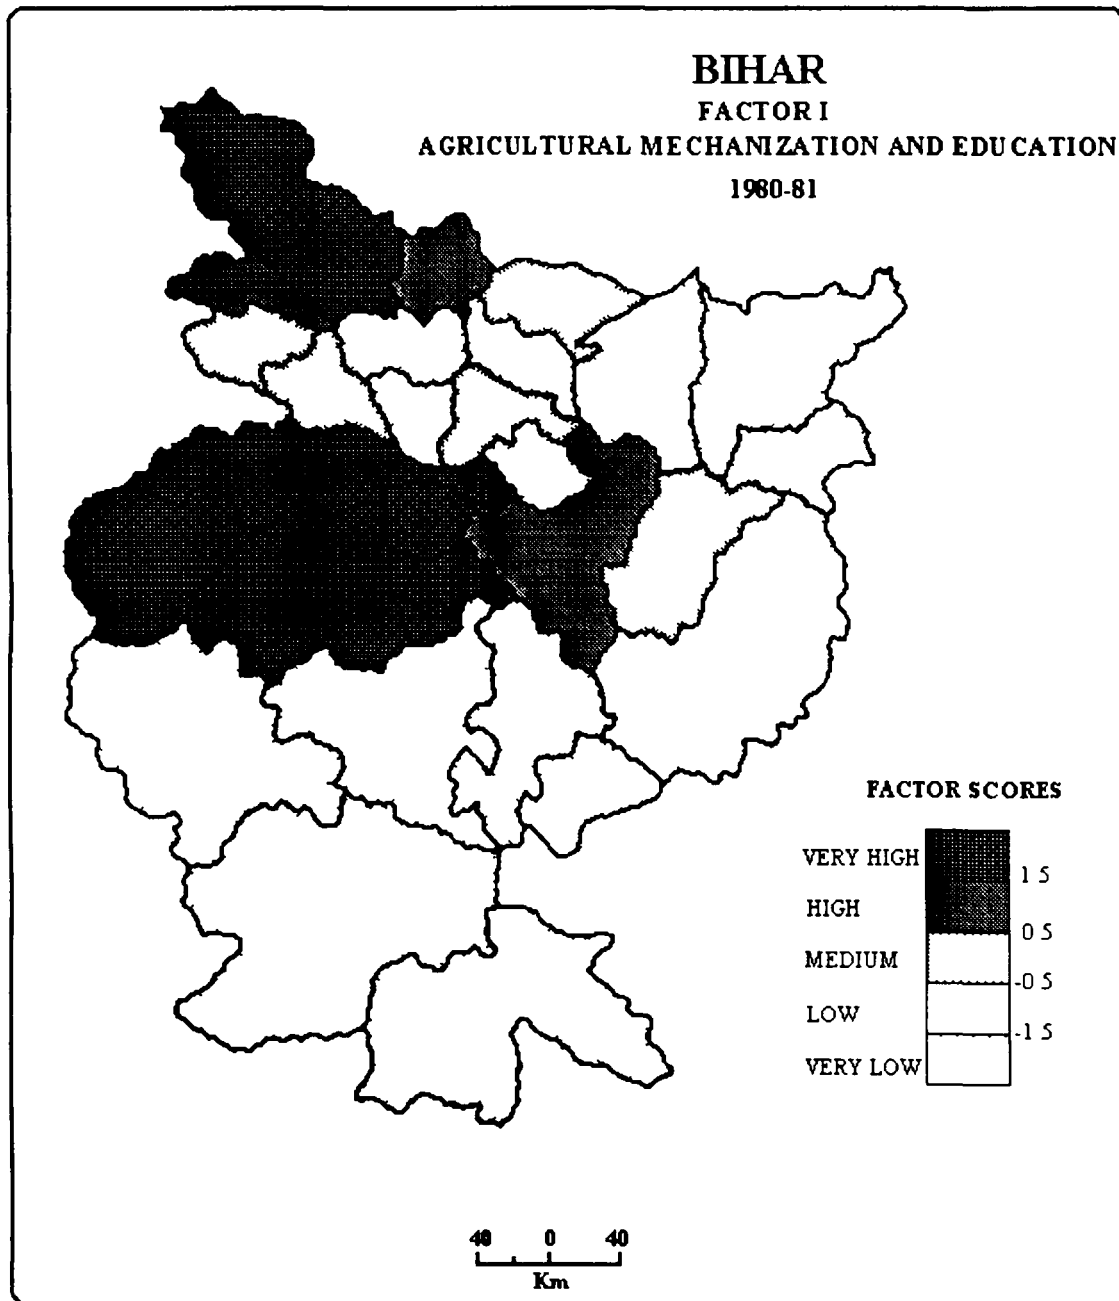 BIHAR
FACTOR I
AGRICULTURAL MECHANIZATION AND EDUCATION
1980-81
FACTOR SCORES
VERY HIGH
1 5
HIGH
0 5
MEDIUM
-0 5
LOW
-1 5
VERY LOW
40 0 40
Km